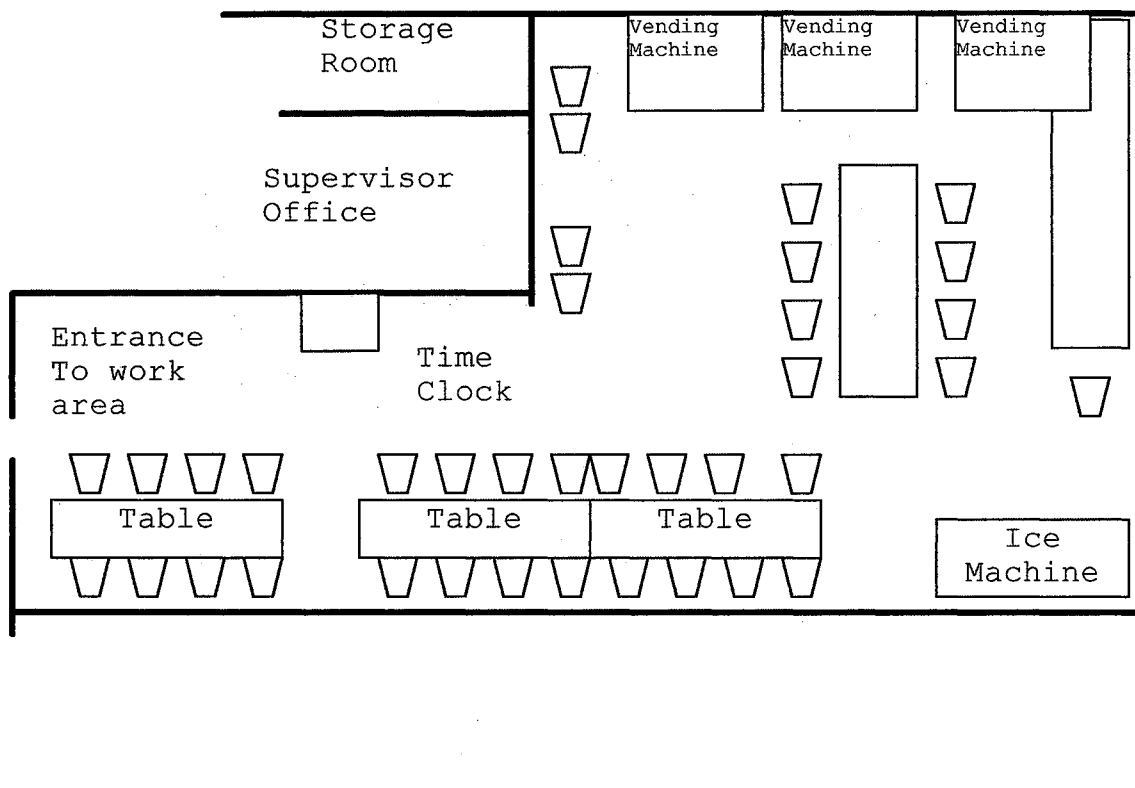 Storage
Room
Vending
Machine
Vending
Machine
Vending
Machine
Supervisor
Office
Entrance
To work
area
Time
Clock
Table
Table
Table
Ice
Machine